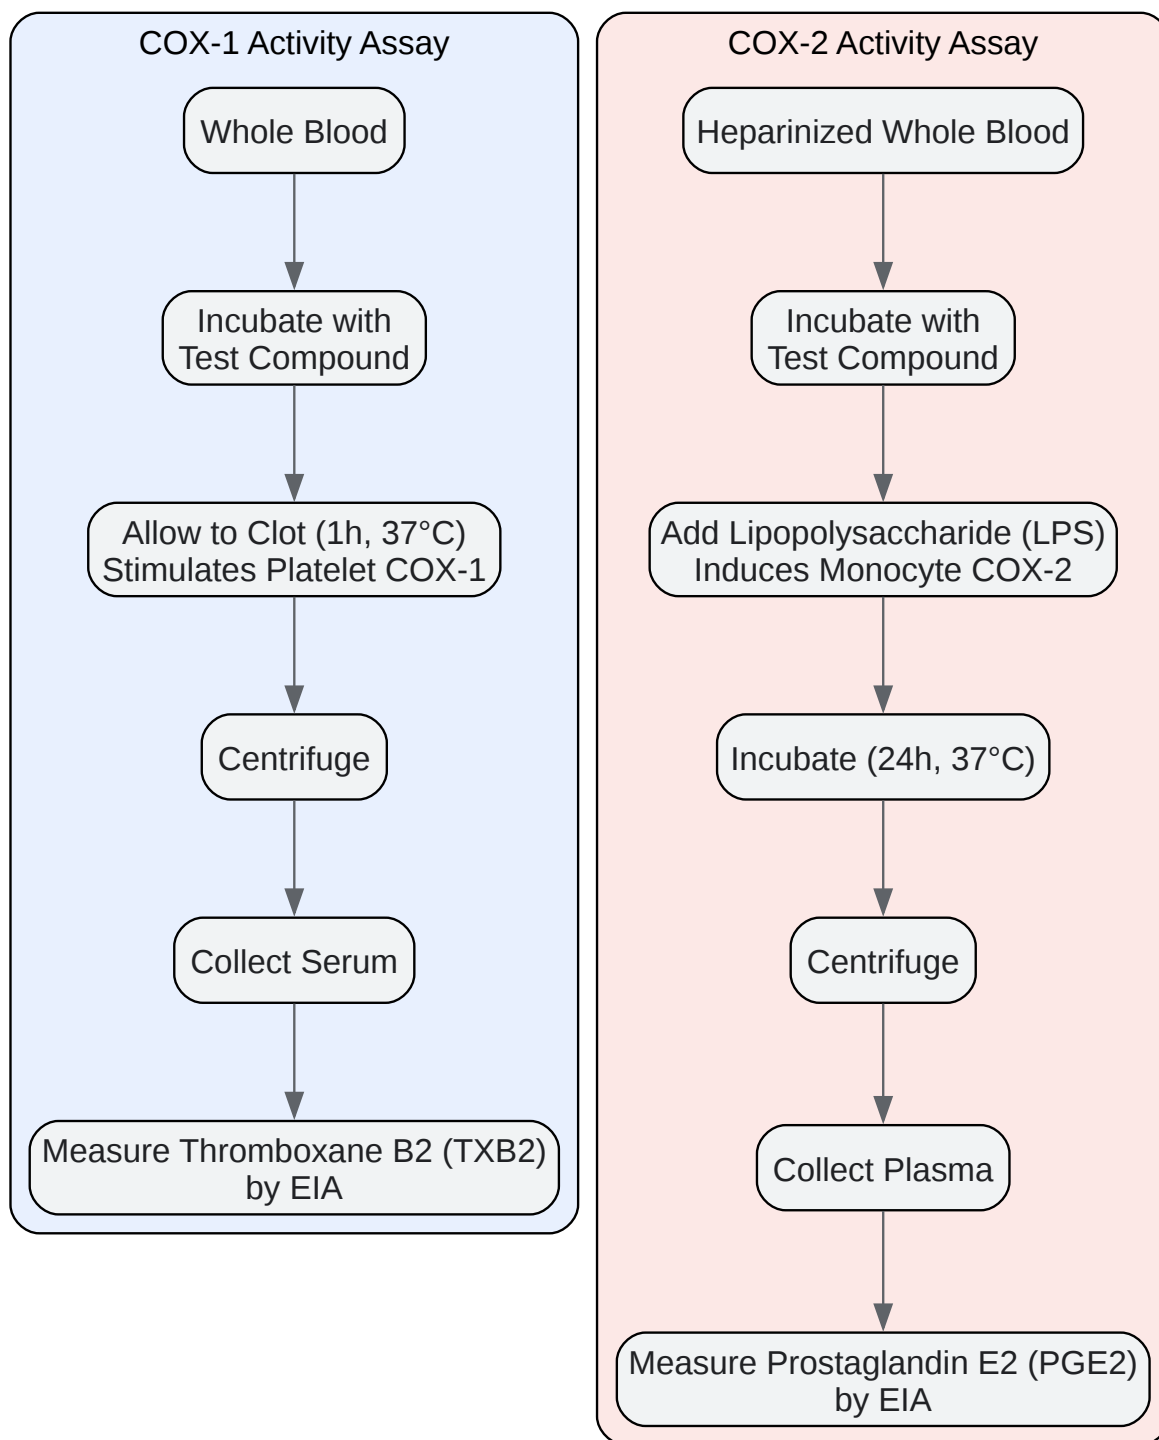 COX-1 Activity Assay
Whole Blood
Incubate with
Test Compound
Allow to Clot (1h, 37°C)
Stimulates Platelet COX-1
Centrifuge
Collect Serum
Measure Thromboxane B2 (TXB2)
by EIA
COX-2 Activity Assay
Heparinized Whole Blood
Incubate with
Test Compound
Add Lipopolysaccharide (LPS)
Induces Monocyte COX-2
Incubate (24h, 37°C)
Centrifuge
Collect Plasma
Measure Prostaglandin E2 (PGE2)
by EIA